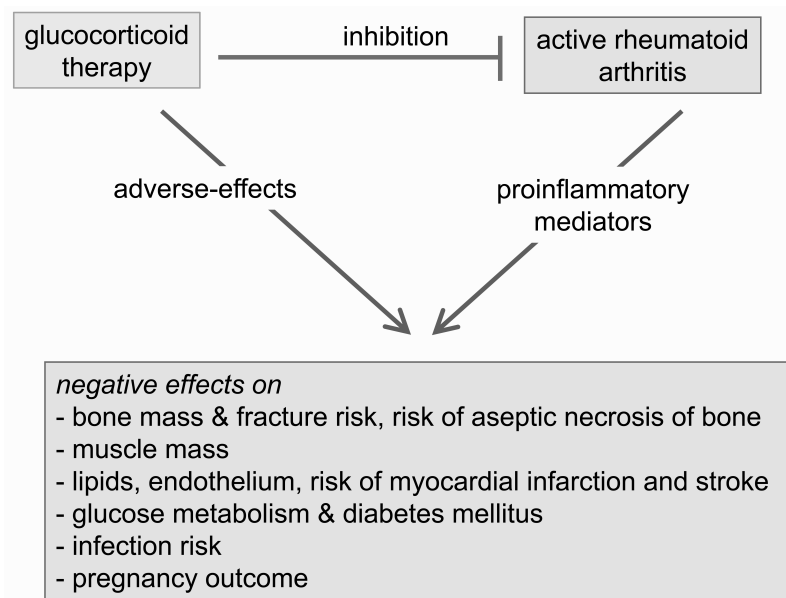 glucocorticoid
therapy
inhibition
active rheumatoid
arthritis
adverse-effects
proinflammatory
mediators
negative effects on
- bone mass & fracture risk, risk of aseptic necrosis of bone
- muscle mass
- lipids, endothelium, risk of myocardial infarction and stroke
- glucose metabolism & diabetes mellitus
- infection risk
- pregnancy outcome